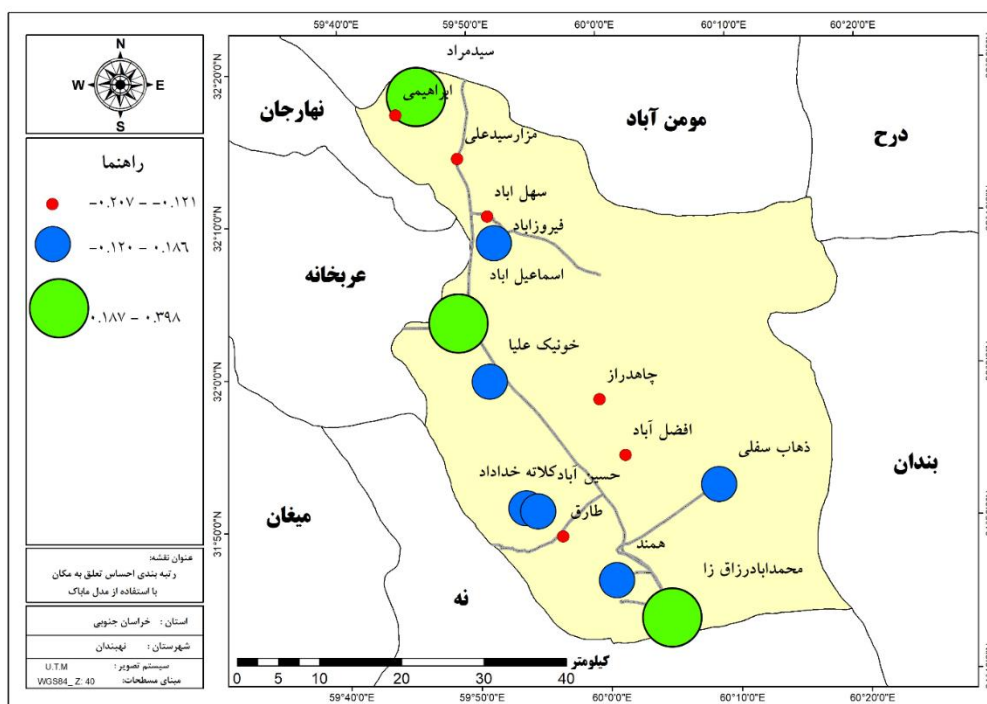 59°40'0"E 59°50'0"E 60°00'0"E 60°10'0"E 60°20'0"E
N
W E
S
راهنما
-۰.۲۰۷ - -۰.۱۲۱
-۰.۱۲۰ - ۰.۱۸۶
۰.۱۸۷ - ۰.۳۹۸
عنوان نقشه:
رتبه بندی احساس تعلق به مکان
با استفاده از مدل ماباک
استان : خراسان جنوبی
شهرستان : نهبندان
سیستم تصویر : U.T.M
مبنای مسطحات: WGS84_ Z: 40
32°20'0"N
32°10'0"N
32°0'0"N
31°50'0"N
سیدمراد
ابراهیمی
نهارجان
مومن آباد
درح
مزارسیدعلی
سهل اباد
فیروزاباد
عربخانه
اسماعیل اباد
خونیک علیا
چاهدراز
افضل آباد
ذهاب سفلی
بندان
حسین آباد
کلاته خداداد
میغان
طارق
همند
محمدابادرزاق زا
نه
کیلومتر
0 5 10 20 30 40
59°40'0"E 59°50'0"E 60°00'0"E 60°10'0"E 60°20'0"E